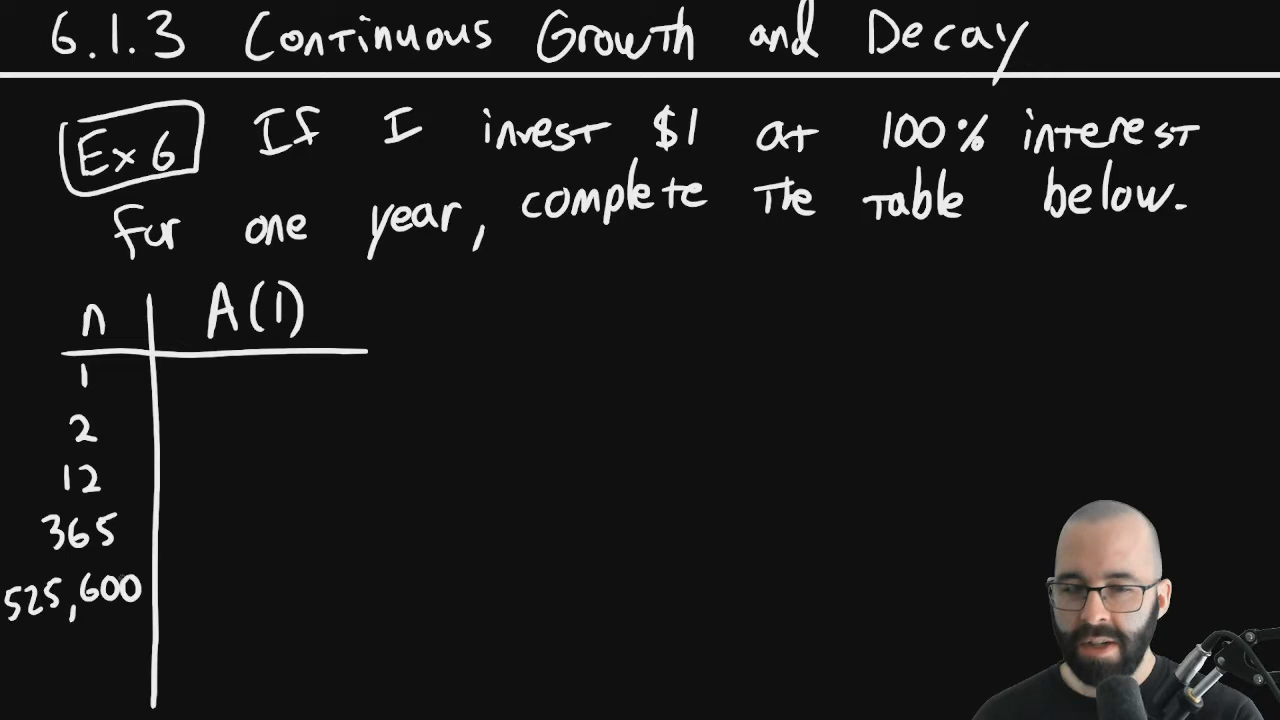 6.1.3 Continuous Growth and Decay
Ex 6 If I invest $1 at 100% interest
for one year, complete the table below.
n A(1)
1
2
12
365
525,600